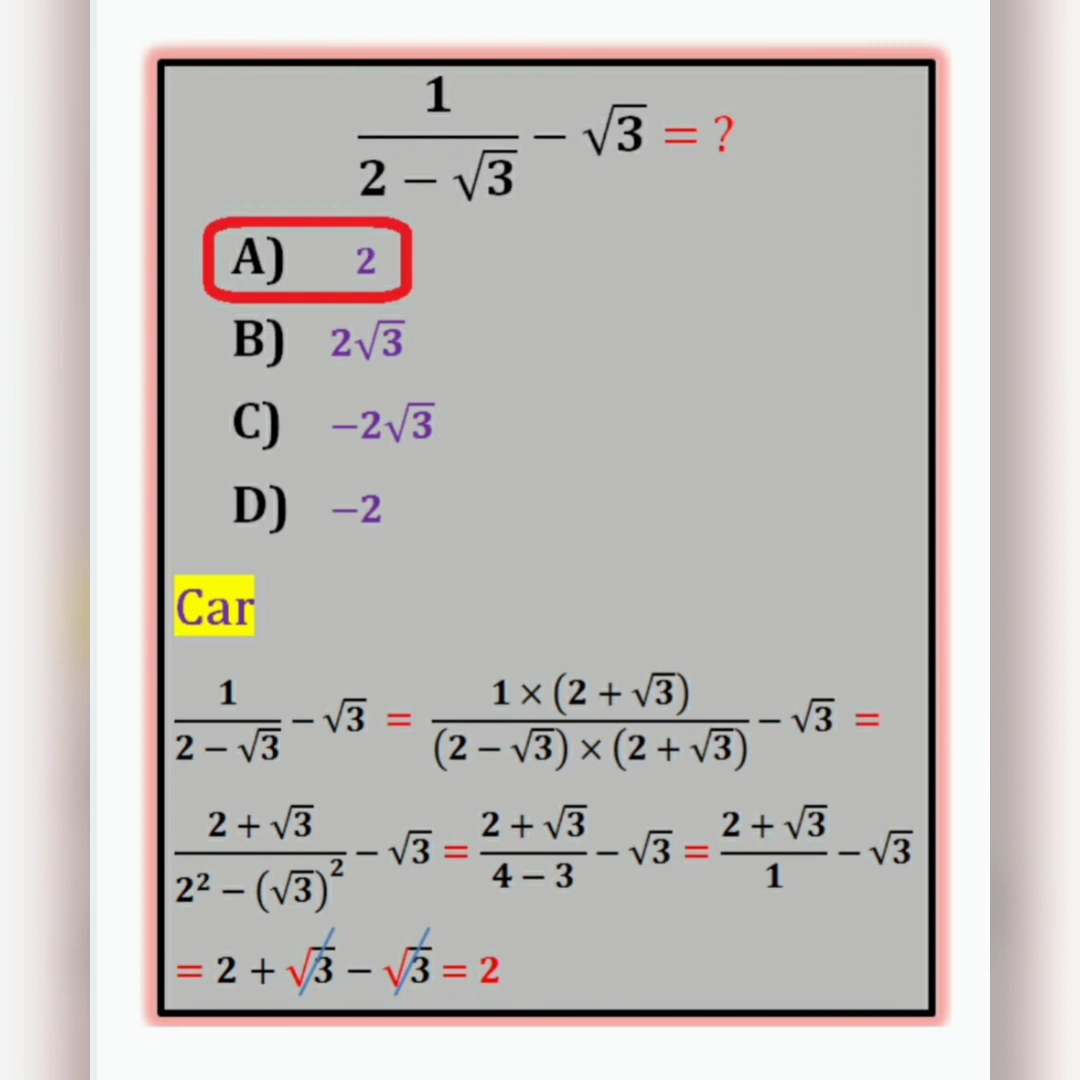 1/(2 − √3) − √3 = ?
A) 2
B) 2√3
C) −2√3
D) −2
Car
1/(2 − √3) − √3 = (1 × (2 + √3))/((2 − √3) × (2 + √3)) − √3 =
(2 + √3)/(2² − (√3)²) − √3 = (2 + √3)/(4 − 3) − √3 = (2 + √3)/1 − √3
= 2 + √3 − √3 = 2